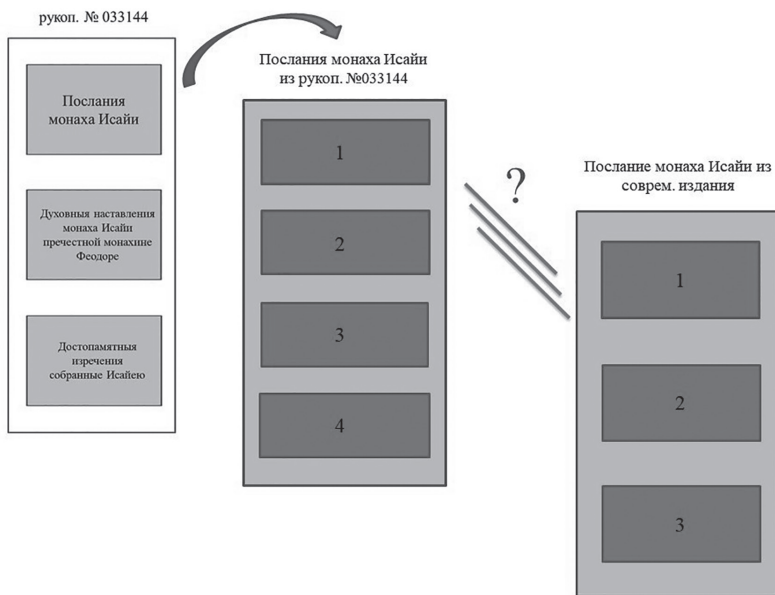 рукоп. № 033144
Послания
монаха Исайи
Духовныя наставления
монаха Исайи
пречестной монахине
Феодоре
Достопамятныя
изречения
собранные Исайею
Послания монаха Исайи
из рукоп. №033144
1
2
3
4
?
Послание монаха Исайи из
соврем. издания
1
2
3